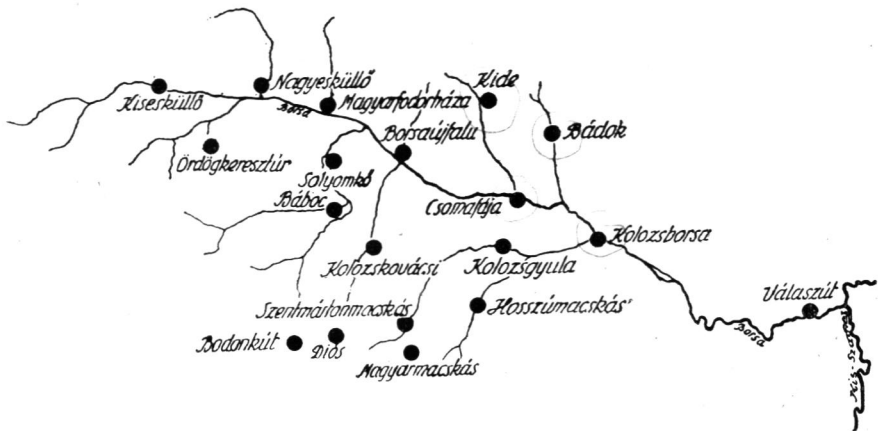 Kide
Nagyesküllő
Kisesküllő
Borsa
Magyarfodorháza
Bádok
Borsaújfalu
Ördögkeresztúr
Solyomkő
Báboc
Csomafája
Kolozsborsa
Kolozskovácsi
Kolozsgyula
Válaszút
Szentmártonmacskás
Hosszúmacskás
Borsa
Bodonkút
Diós
Magyarmacskás